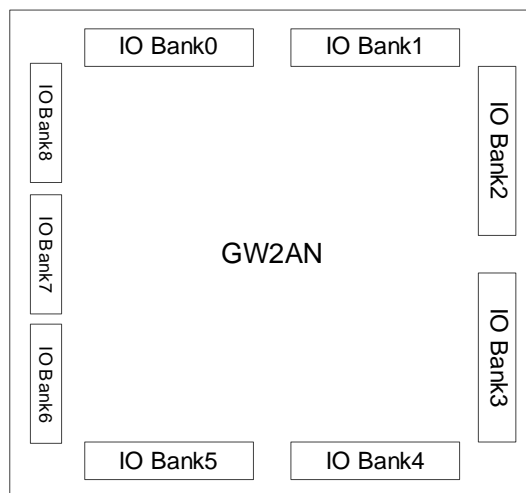 IO Bank0
IO Bank1
IO Bank8
IO Bank2
IO Bank7
GW2AN
IO Bank6
IO Bank3
IO Bank5
IO Bank4